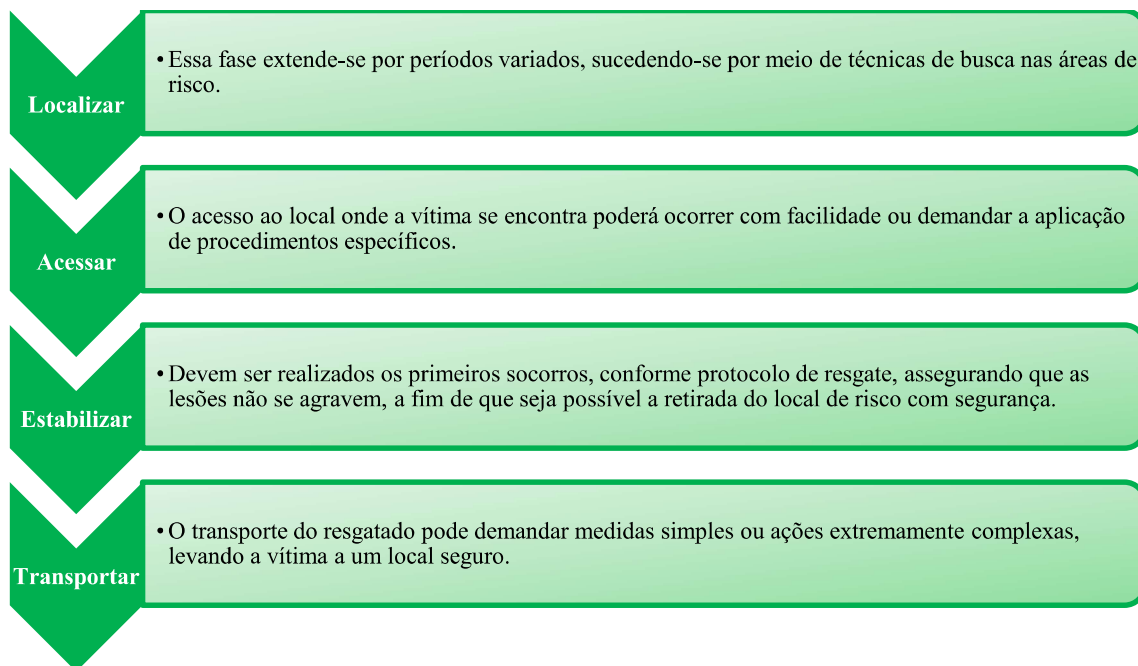 Localizar
• Essa fase extende-se por períodos variados, sucedendo-se por meio de técnicas de busca nas áreas de
risco.
Acessar
• O acesso ao local onde a vítima se encontra poderá ocorrer com facilidade ou demandar a aplicação
de procedimentos específicos.
Estabilizar
• Devem ser realizados os primeiros socorros, conforme protocolo de resgate, assegurando que as
lesões não se agravem, a fim de que seja possível a retirada do local de risco com segurança.
Transportar
• O transporte do resgatado pode demandar medidas simples ou ações extremamente complexas,
levando a vítima a um local seguro.